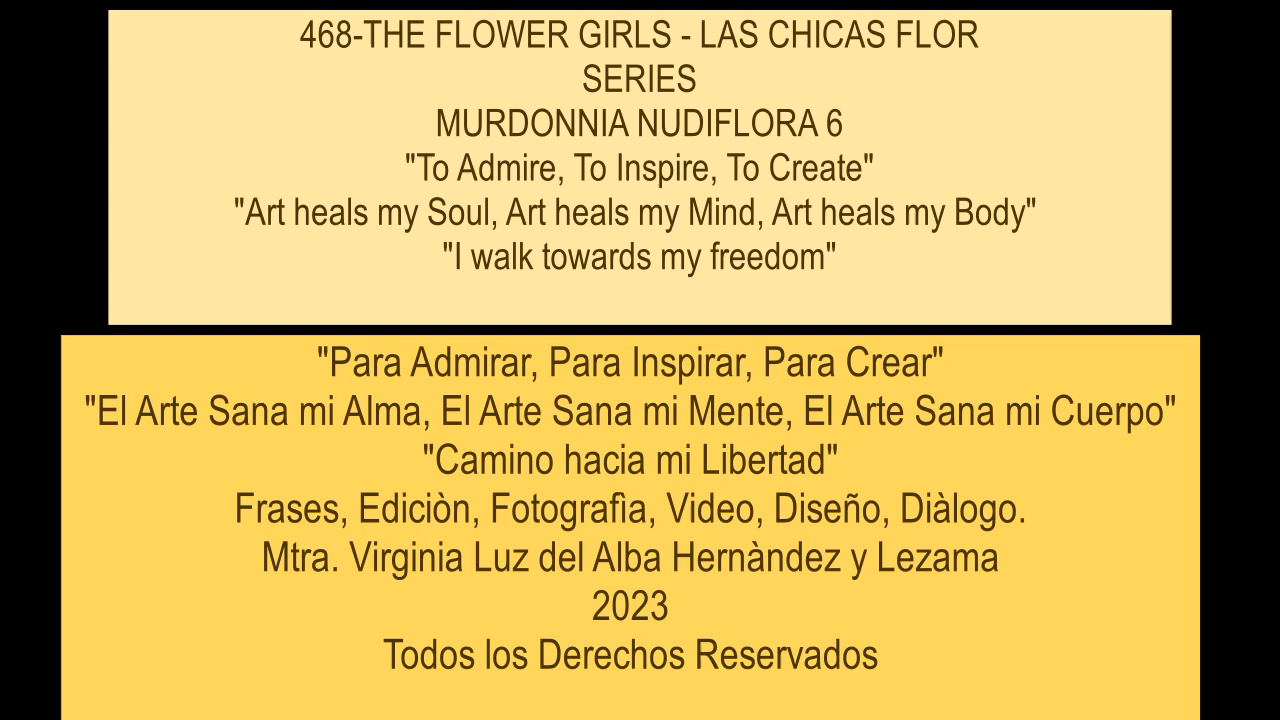 468-THE FLOWER GIRLS - LAS CHICAS FLOR
SERIES
MURDONNIA NUDIFLORA 6
"To Admire, To Inspire, To Create"
"Art heals my Soul, Art heals my Mind, Art heals my Body"
"I walk towards my freedom"
"Para Admirar, Para Inspirar, Para Crear"
"El Arte Sana mi Alma, El Arte Sana mi Mente, El Arte Sana mi Cuerpo"
"Camino hacia mi Libertad"
Frases, Ediciòn, Fotografìa, Video, Diseño, Diàlogo.
Mtra. Virginia Luz del Alba Hernàndez y Lezama
2023
Todos los Derechos Reservados